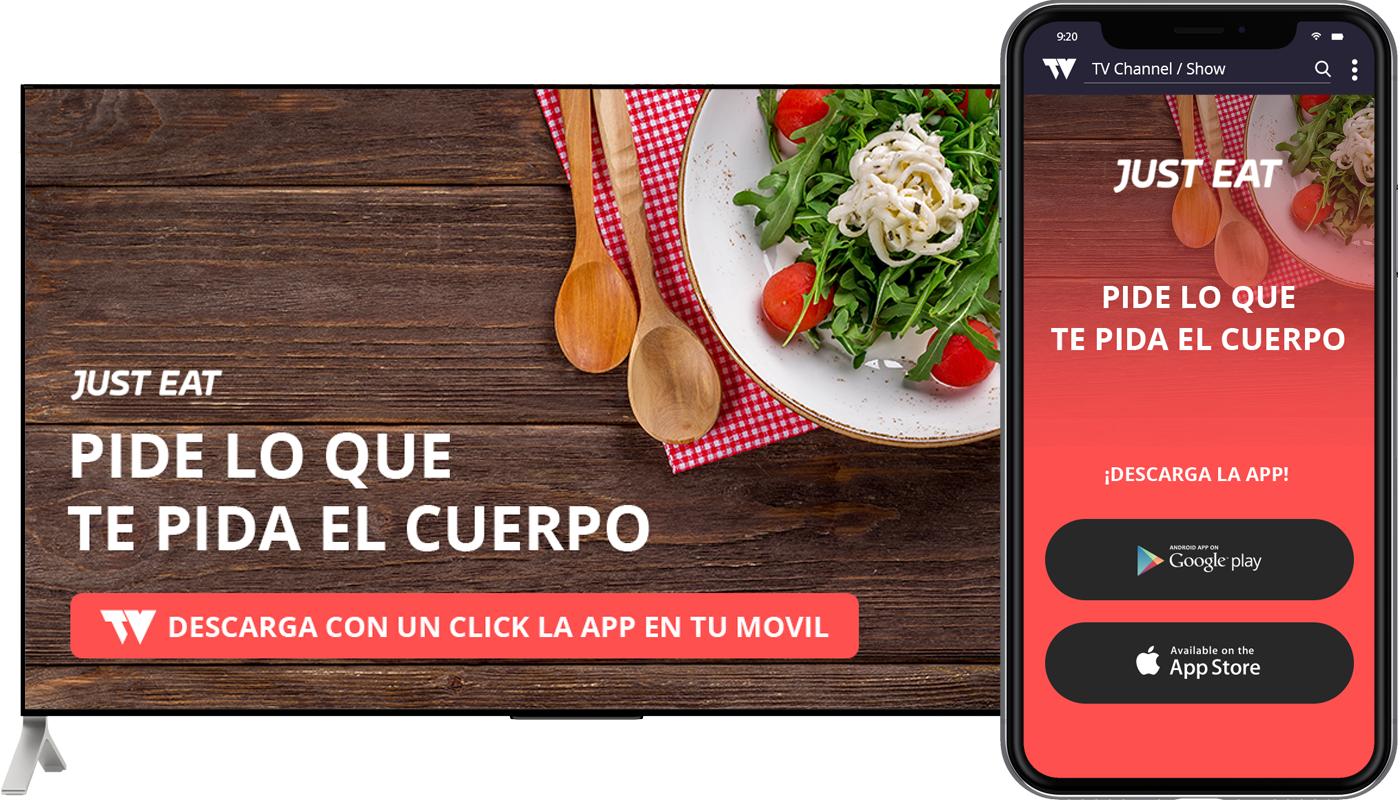 JUST EAT
PIDE LO QUE
TE PIDA EL CUERPO
TV DESCARGA CON UN CLICK LA APP EN TU MOVIL
9:20
TV TV Channel / Show
JUST EAT
PIDE LO QUE
TE PIDA EL CUERPO
¡DESCARGA LA APP!
ANDROID APP ON
Google play
Available on the
App Store